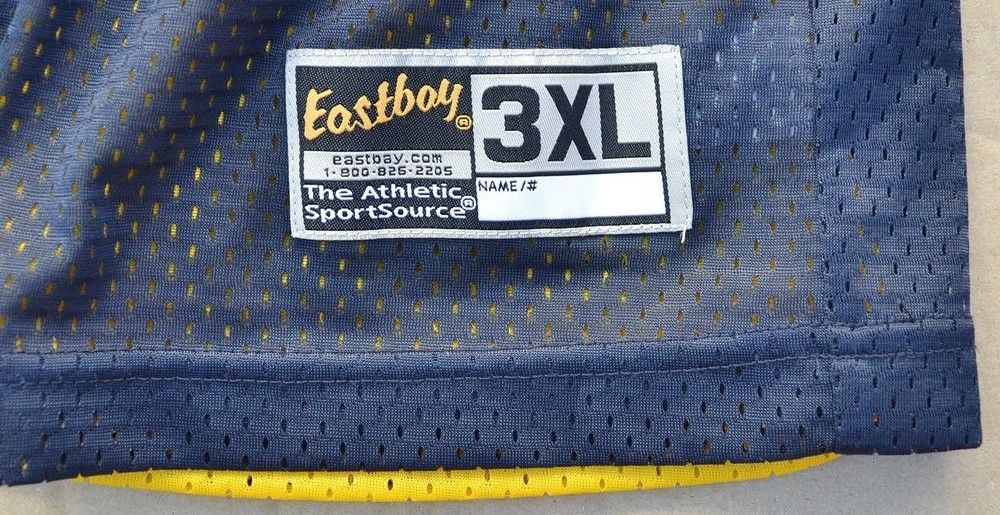 Eastbay®
eastbay.com
1-800-826-2205
The Athletic
SportSource®
3XL
NAME/#